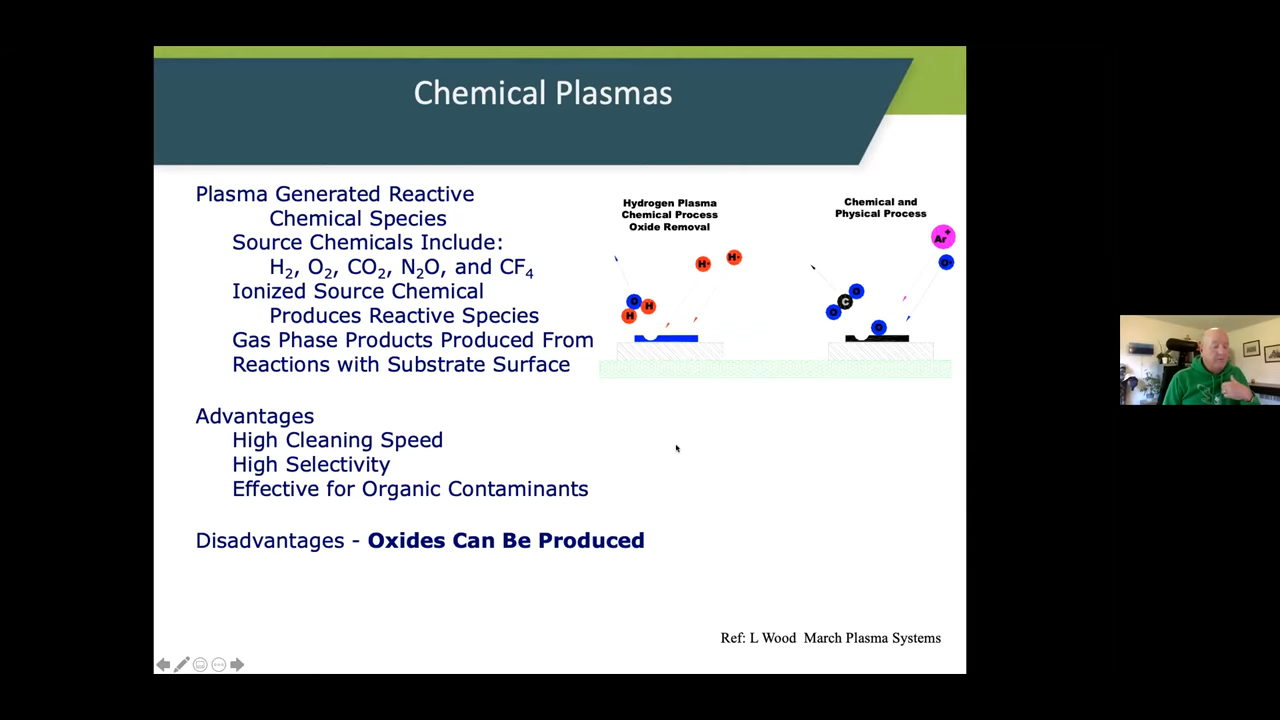 Chemical Plasmas
Plasma Generated Reactive
Chemical Species
Source Chemicals Include:
H₂, O₂, CO₂, N₂O, and CF₄
Ionized Source Chemical
Produces Reactive Species
Gas Phase Products Produced From
Reactions with Substrate Surface
Advantages
High Cleaning Speed
High Selectivity
Effective for Organic Contaminants
Disadvantages - Oxides Can Be Produced
Hydrogen Plasma
Chemical Process
Oxide Removal
H• H•
O H
H
Chemical and
Physical Process
Ar⁺
O•
O
C
O
O
Ref: L Wood March Plasma Systems